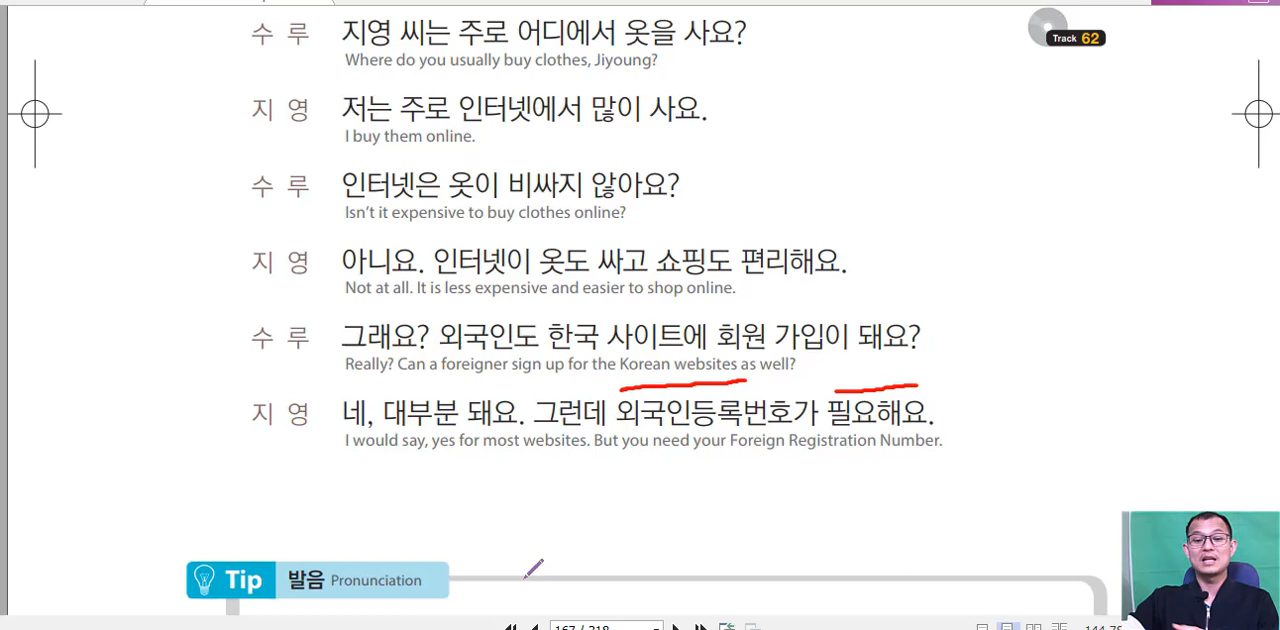 수 루 지영 씨는 주로 어디에서 옷을 사요?
Where do you usually buy clothes, Jiyoung?
Track 62
지 영 저는 주로 인터넷에서 많이 사요.
I buy them online.
수 루 인터넷은 옷이 비싸지 않아요?
Isn't it expensive to buy clothes online?
지 영 아니요. 인터넷이 옷도 싸고 쇼핑도 편리해요.
Not at all. It is less expensive and easier to shop online.
수 루 그래요? 외국인도 한국 사이트에 회원 가입이 돼요?
Really? Can a foreigner sign up for the Korean websites as well?
지 영 네, 대부분 돼요. 그런데 외국인등록번호가 필요해요.
I would say, yes for most websites. But you need your Foreign Registration Number.
Tip 발음 Pronunciation
167 / 218